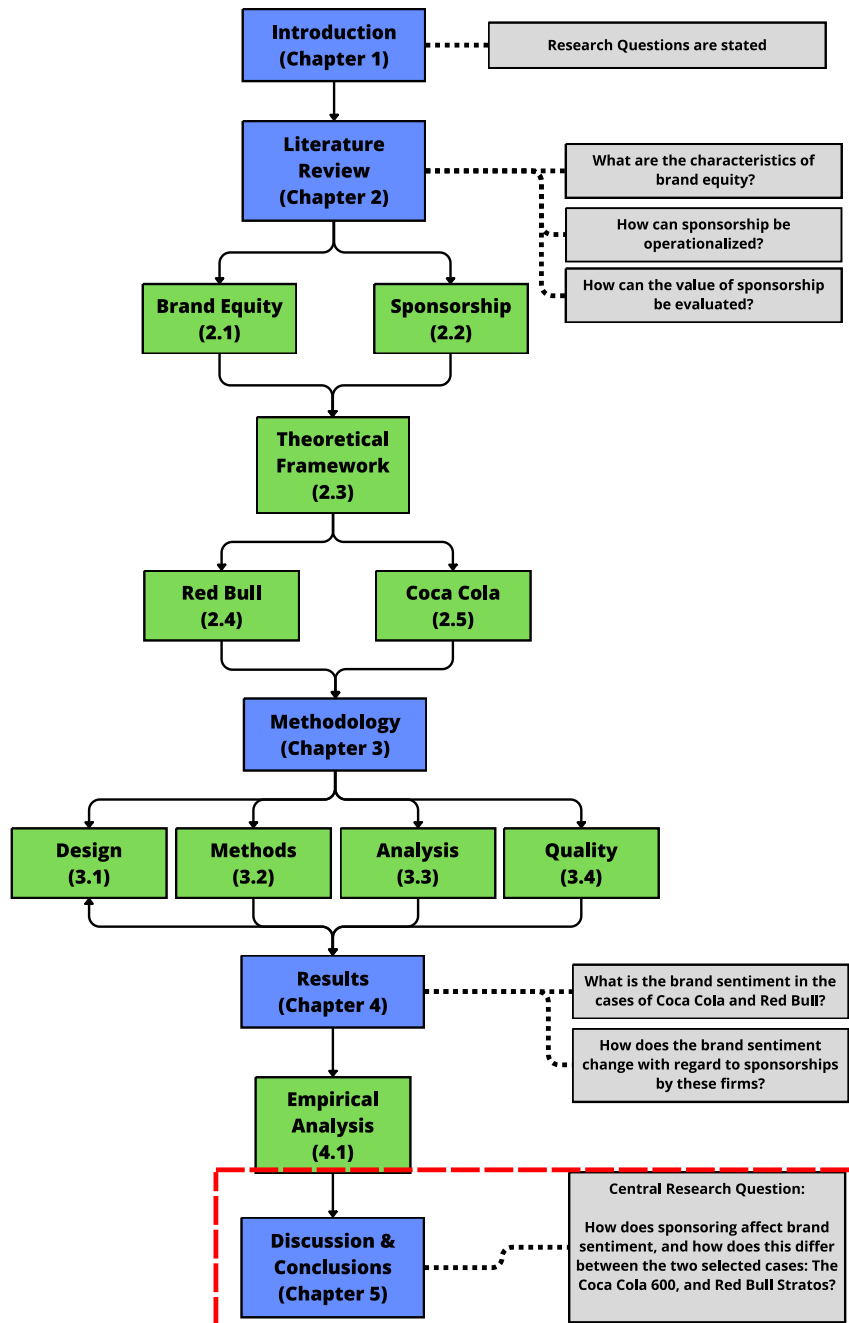 Introduction
(Chapter 1)
Research Questions are stated
Literature
Review
(Chapter 2)
What are the characteristics of
brand equity?
How can sponsorship be
operationalized?
How can the value of sponsorship
be evaluated?
Brand Equity
(2.1)
Sponsorship
(2.2)
Theoretical
Framework
(2.3)
Red Bull
(2.4)
Coca Cola
(2.5)
Methodology
(Chapter 3)
Design
(3.1)
Methods
(3.2)
Analysis
(3.3)
Quality
(3.4)
Results
(Chapter 4)
What is the brand sentiment in the
cases of Coca Cola and Red Bull?
How does the brand sentiment
change with regard to sponsorships
by these firms?
Empirical
Analysis
(4.1)
Central Research Question:
How does sponsoring affect brand
sentiment, and how does this differ
between the two selected cases: The
Coca Cola 600, and Red Bull Stratos?
Discussion &
Conclusions
(Chapter 5)